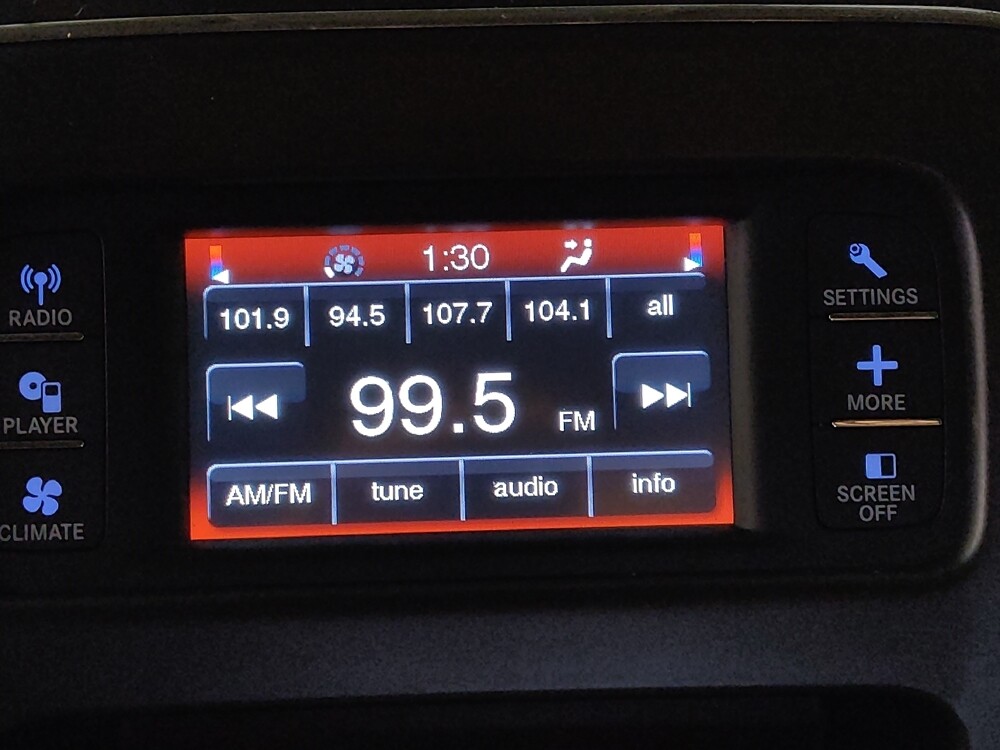 1:30
101.9 94.5 107.7 104.1 all
99.5 FM
AM/FM tune audio info
RADIO
PLAYER
CLIMATE
SETTINGS
MORE
SCREEN
OFF